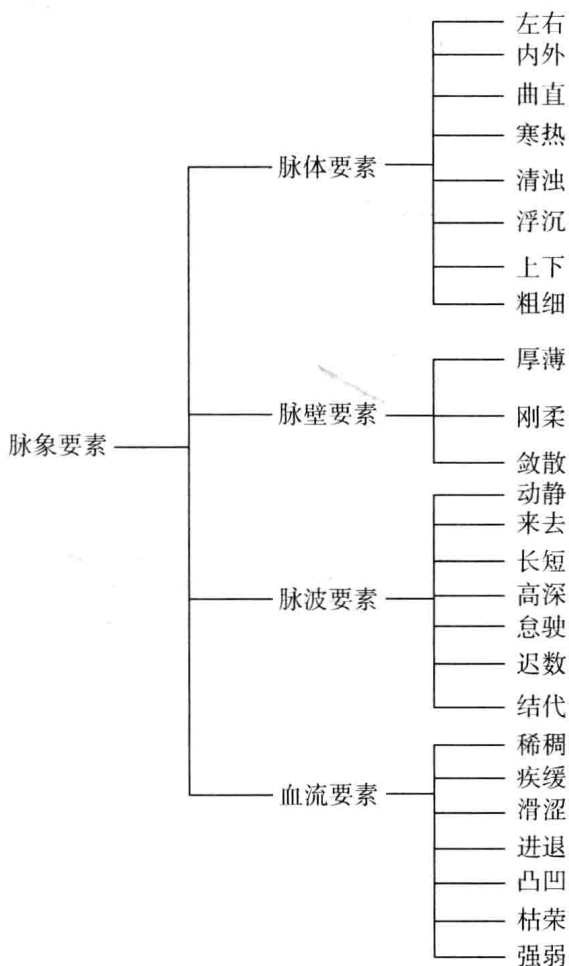 脉象要素
脉体要素
左右
内外
曲直
寒热
清浊
浮沉
上下
粗细
脉壁要素
厚薄
刚柔
敛散
脉波要素
动静
来去
长短
高深
怠驶
迟数
结代
血流要素
稀稠
疾缓
滑涩
进退
凸凹
枯荣
强弱